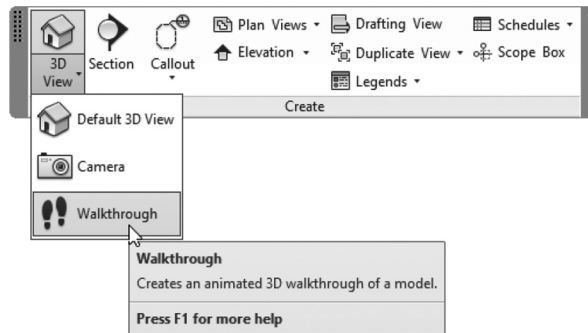 3D View
Section
Callout
Plan Views
Elevation
Drafting View
Duplicate View
Legends
Schedules
Scope Box
Create
Default 3D View
Camera
Walkthrough
Walkthrough
Creates an animated 3D walkthrough of a model.
Press F1 for more help